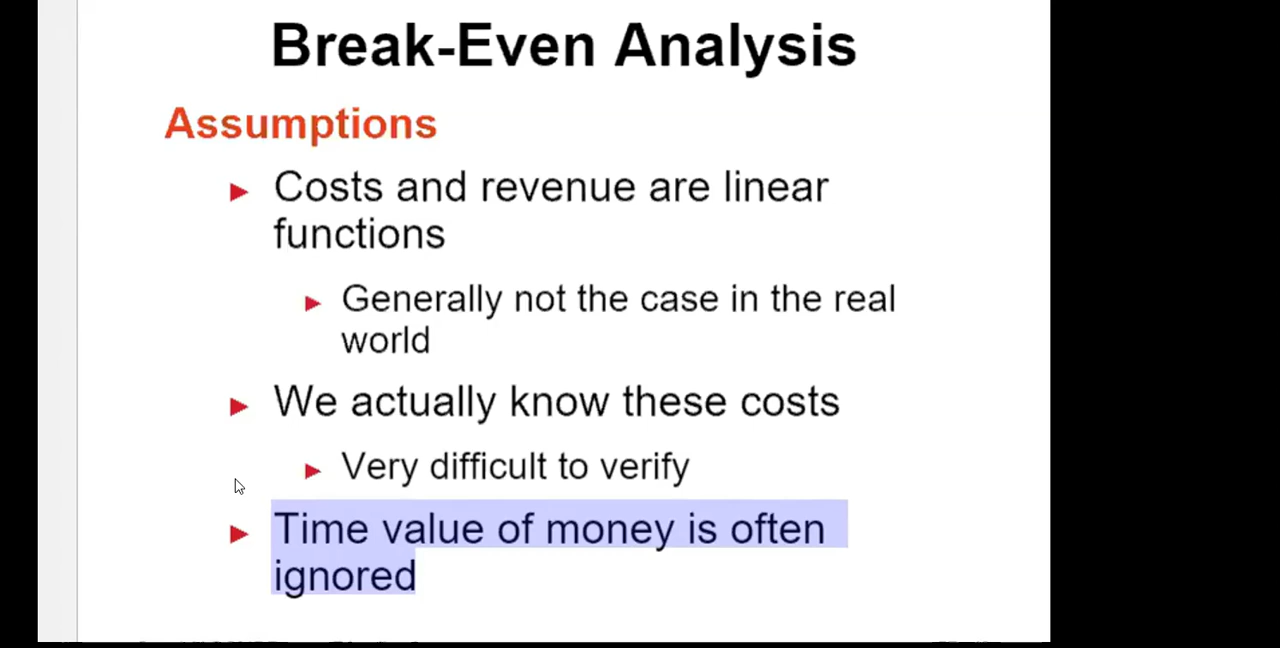 Break-Even Analysis
Assumptions
Costs and revenue are linear
functions
Generally not the case in the real
world
We actually know these costs
Very difficult to verify
Time value of money is often
ignored